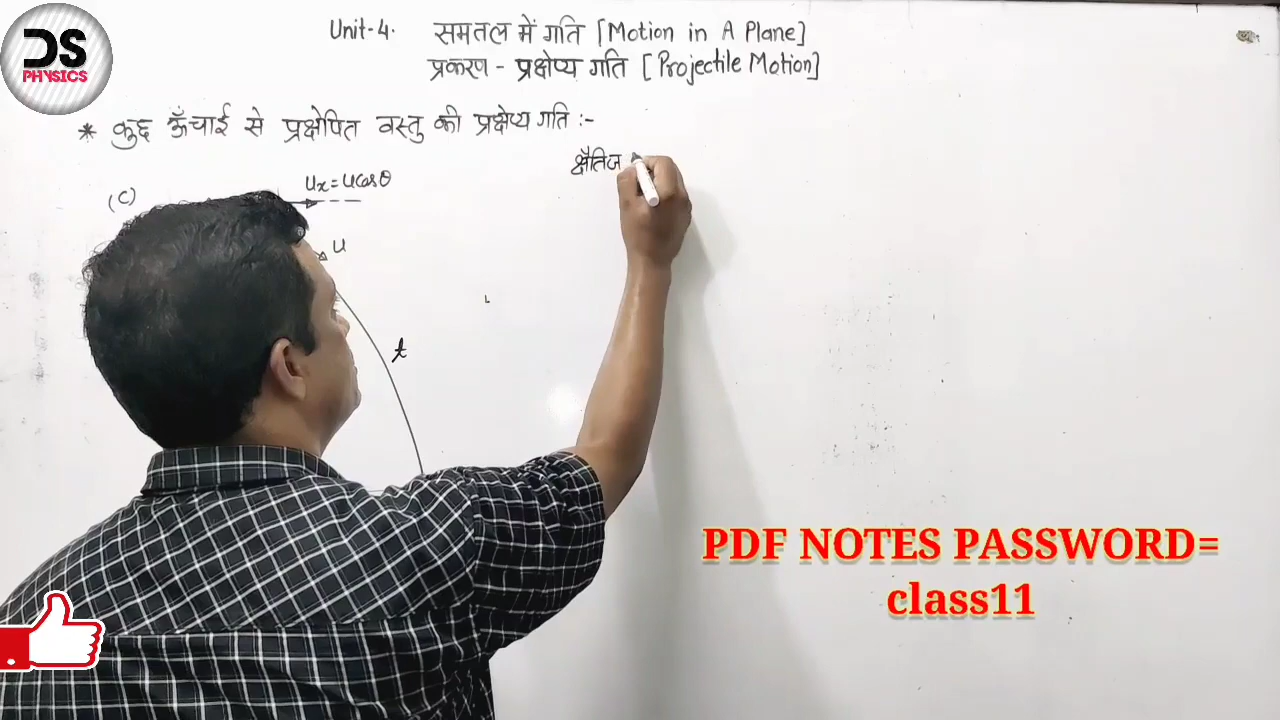 DS
PHYSICS
Unit-4. समतल में गति [Motion in A Plane]
प्रकरण - प्रक्षेप्य गति [Projectile Motion]
* कुछ ऊँचाई से प्रक्षेपित वस्तु की प्रक्षेप्य गति :-
क्षैतिज
(C)
Ux = Ucosθ
U
t
PDF NOTES PASSWORD=
class11